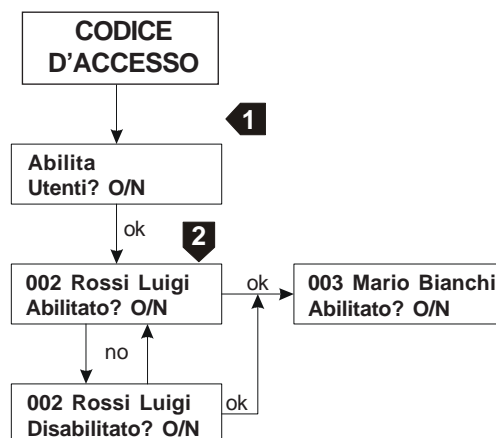 CODICE
D'ACCESSO
1
Abilita
Utenti? O/N
ok
2
002 Rossi Luigi
Abilitato? O/N
ok
003 Mario Bianchi
Abilitato? O/N
no
002 Rossi Luigi
Disabilitato? O/N
ok